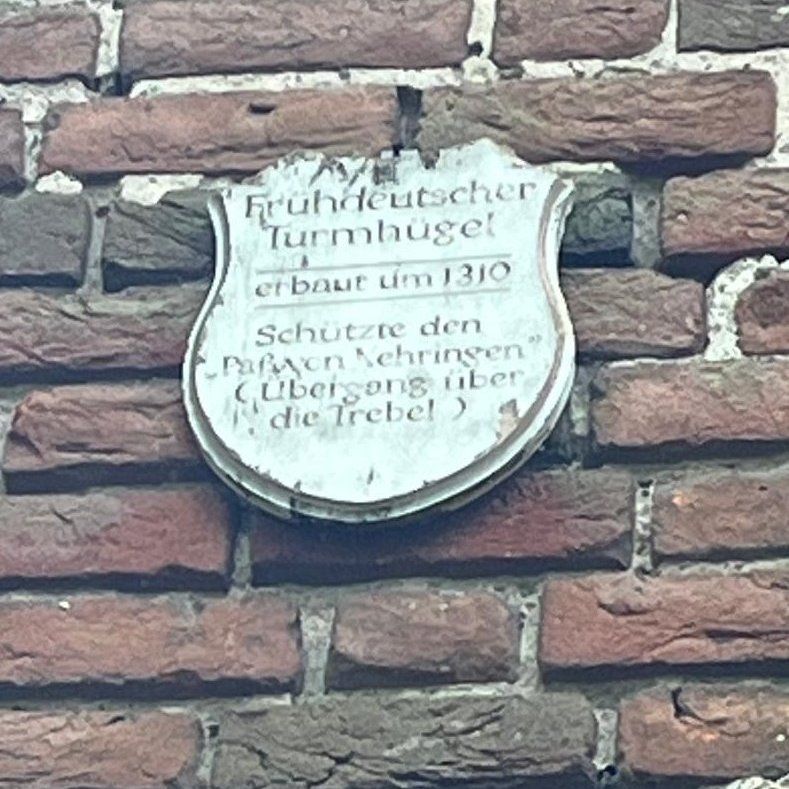 Frühdeutscher
Turmhügel
erbaut um 1310
Schützte den
„Paß von Nehringen"
(Übergang über
die Trebel)